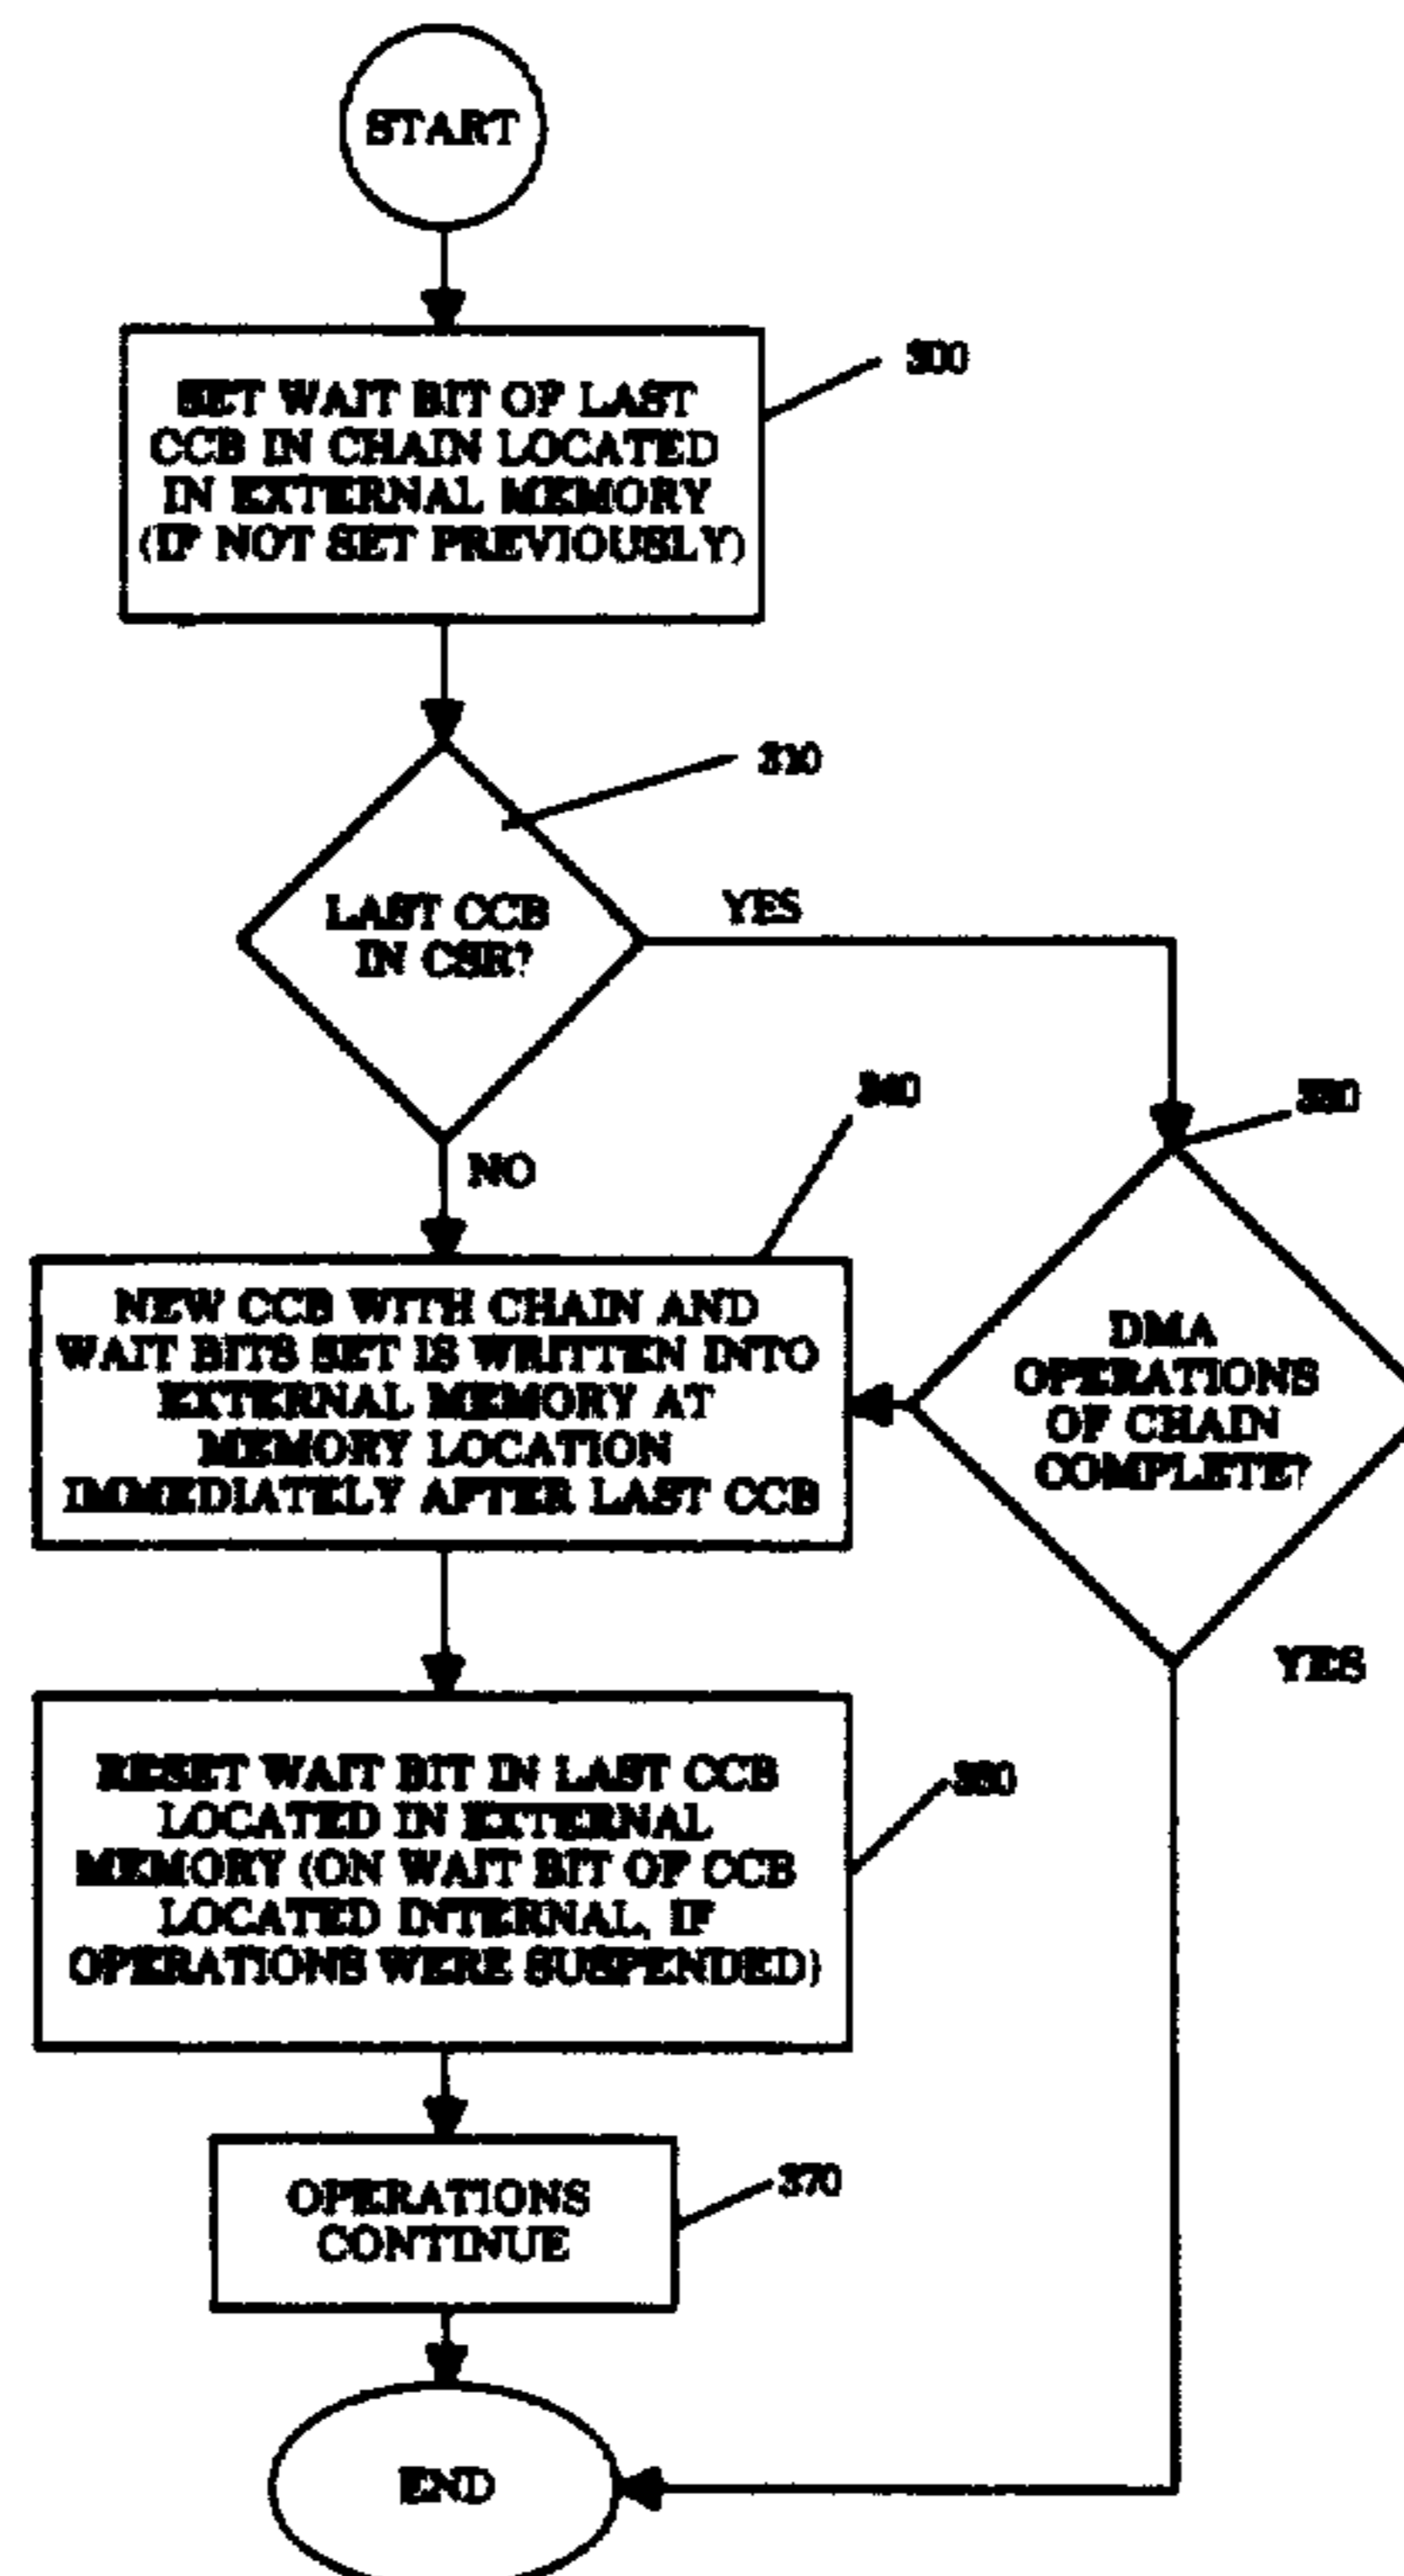 START
SET WAIT BIT OF LAST
CCB IN CHAIN LOCATED
IN EXTERNAL MEMORY
(IF NOT SET PREVIOUSLY)
300
310
LAST CCB
IN CSR?
YES
NO
340
NEW CCB WITH CHAIN AND
WAIT BITS SET IS WRITTEN INTO
EXTERNAL MEMORY AT
MEMORY LOCATION
IMMEDIATELY AFTER LAST CCB
DMA
OPERATIONS
OF CHAIN
COMPLETE?
YES
RESET WAIT BIT IN LAST CCB
LOCATED IN EXTERNAL
MEMORY (ON WAIT BIT OF CCB
LOCATED INTERNAL, IF
OPERATIONS WERE SUSPENDED)
OPERATIONS
CONTINUE
370
END